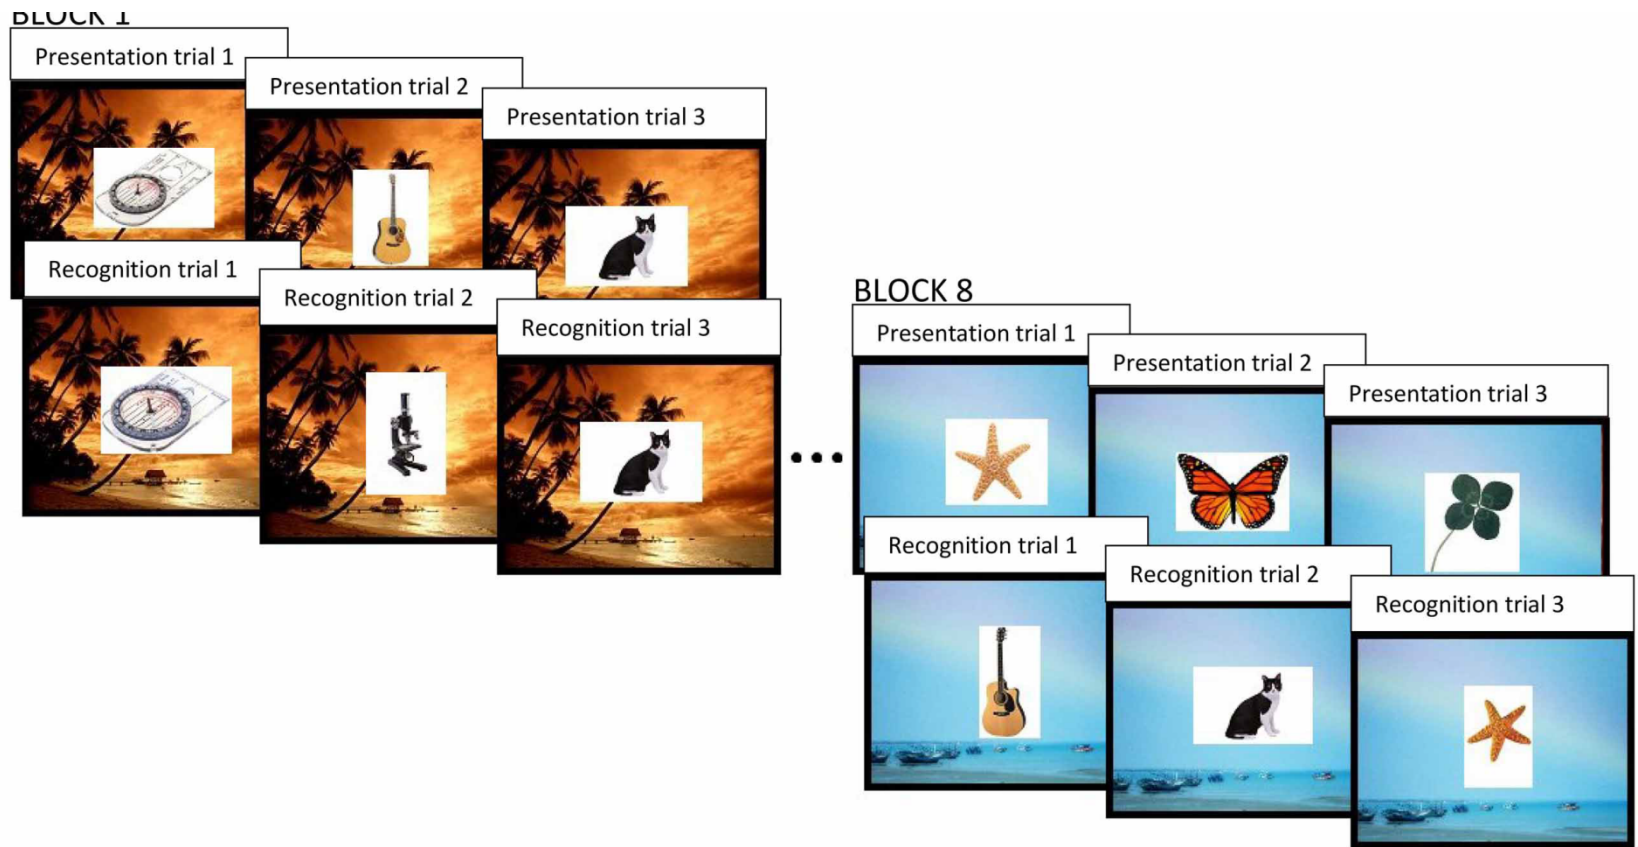 BLOCK 1
Presentation trial 1
Presentation trial 2
Presentation trial 3
Recognition trial 1
Recognition trial 2
Recognition trial 3
BLOCK 8
Presentation trial 1
Presentation trial 2
Presentation trial 3
Recognition trial 1
Recognition trial 2
Recognition trial 3